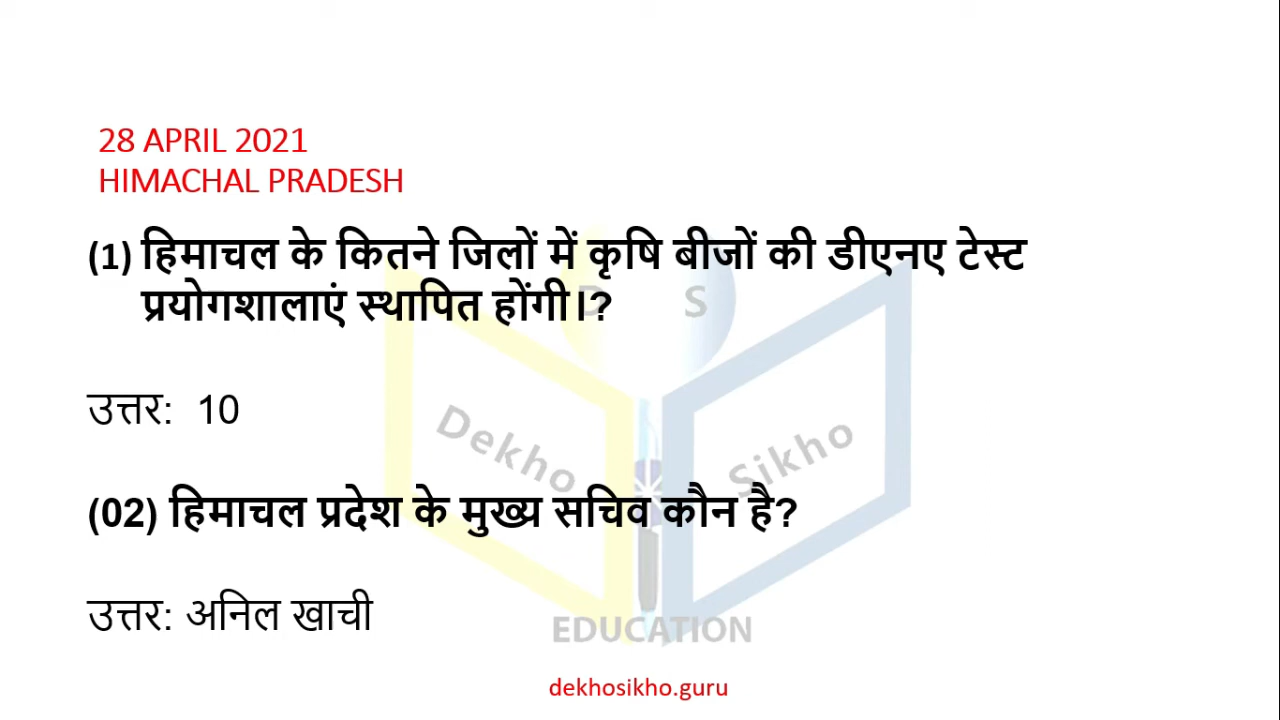 28 APRIL 2021
HIMACHAL PRADESH
(1) हिमाचल के कितने जिलों में कृषि बीजों की डीएनए टेस्ट
प्रयोगशालाएं स्थापित होंगी।?
D S
उत्तर: 10
Dekho Sikho
(02) हिमाचल प्रदेश के मुख्य सचिव कौन है?
उत्तर: अनिल खाची
EDUCATION
dekhosikho.guru